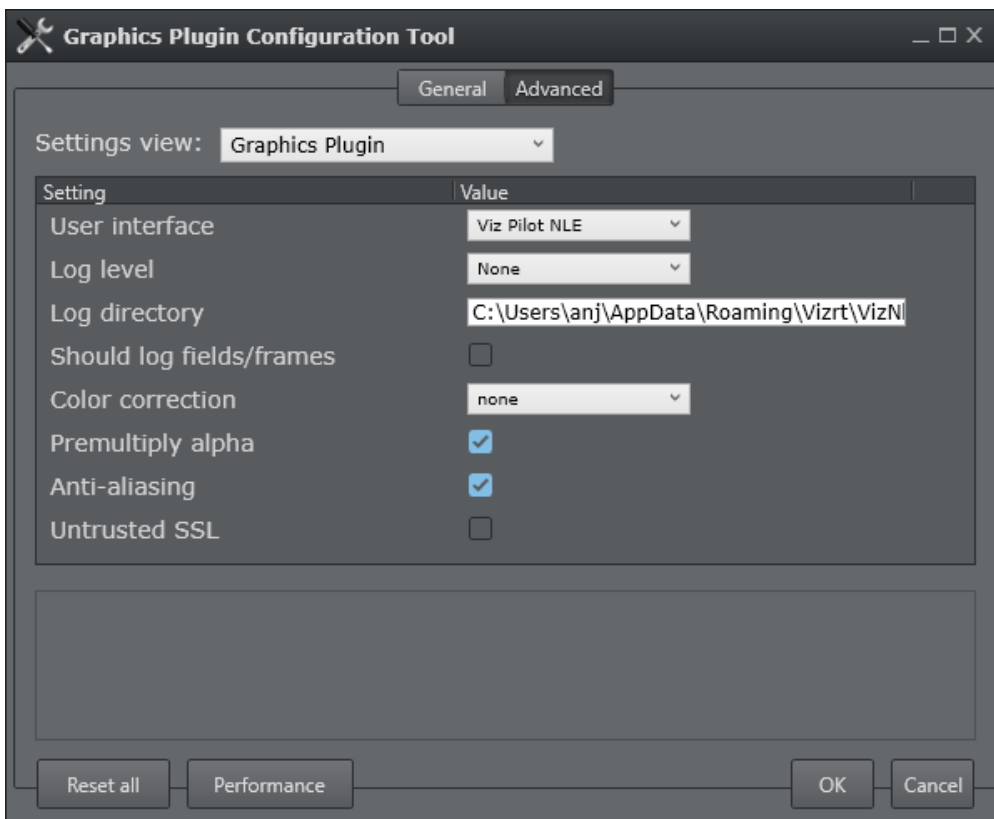 Graphics Plugin Configuration Tool
General Advanced
Settings view: Graphics Plugin
Setting Value
User interface Viz Pilot NLE
Log level None
Log directory C:\Users\anj\AppData\Roaming\Vizrt\VizN
Should log fields/frames
Color correction none
Premultiply alpha
Anti-aliasing
Untrusted SSL
Reset all Performance OK Cancel